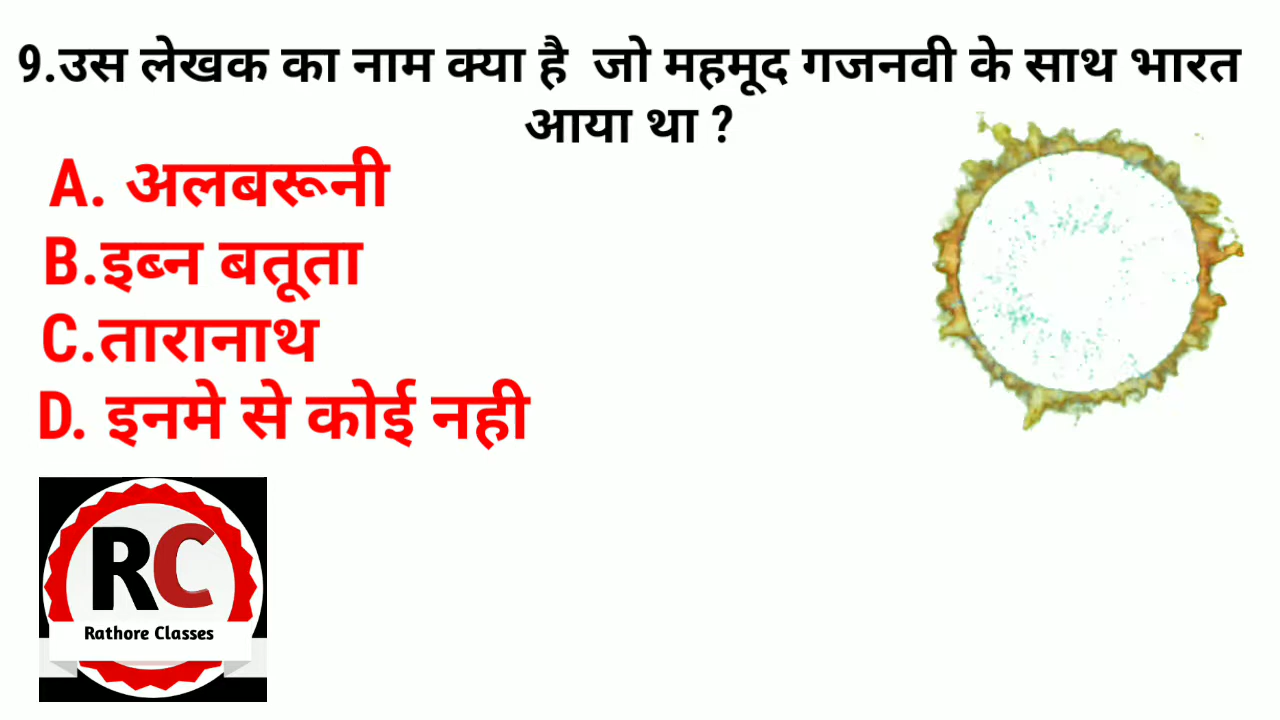 9.उस लेखक का नाम क्या है जो महमूद गजनवी के साथ भारत
आया था ?
A. अलबरूनी
B.इब्न बतूता
C.तारानाथ
D. इनमे से कोई नही
RC
Rathore Classes